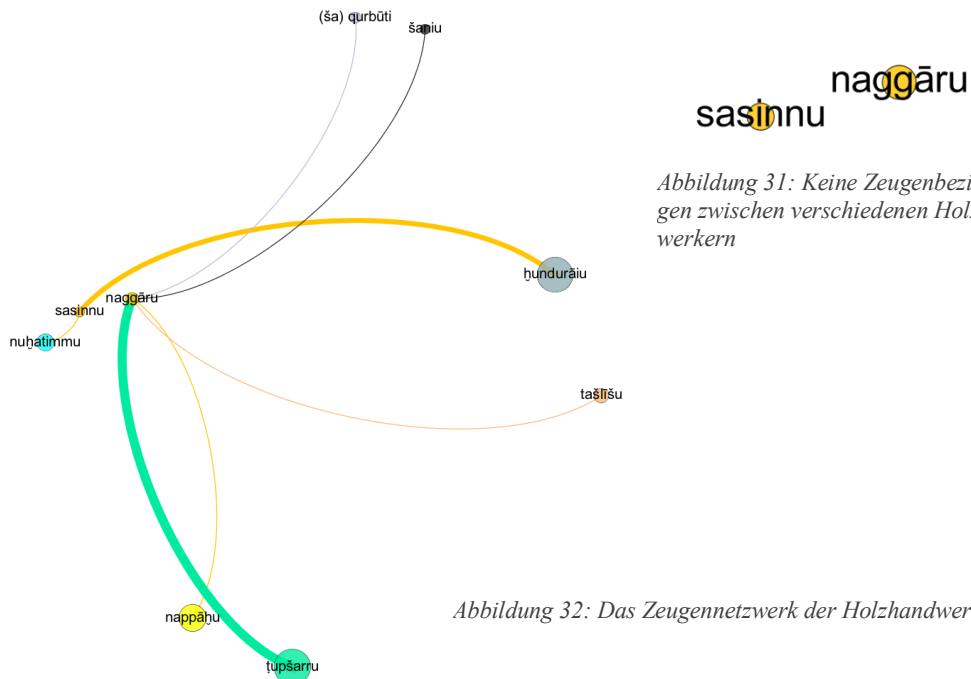 (ša) qurbūti
šaniu
naggāru
sasinnu
Abbildung 31: Keine Zeugenbezi
gen zwischen verschiedenen Holz
werkern
ḫundurāiu
naggāru
sasinnu
nuḫatimmu
tašlīšu
nappāḫu
Abbildung 32: Das Zeugennetzwerk der Holzhandwer
ṭupšarru